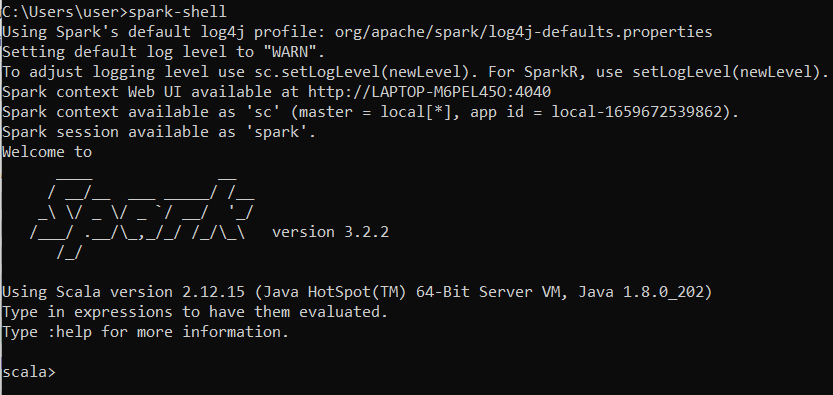 C:\Users\user>spark-shell
Using Spark's default log4j profile: org/apache/spark/log4j-defaults.properties
Setting default log level to "WARN".
To adjust logging level use sc.setLogLevel(newLevel). For SparkR, use setLogLevel(newLevel).
Spark context Web UI available at http://LAPTOP-M6PEL45O:4040
Spark context available as 'sc' (master = local[*], app id = local-1659672539862).
Spark session available as 'spark'.
Welcome to
      ____              __
     / __/__  ___ _____/ /__
    _\ \/ _ \/ _ `/ __/  '_/
   /___/ .__/\_,_/_/ /_/\_\   version 3.2.2
      /_/
Using Scala version 2.12.15 (Java HotSpot(TM) 64-Bit Server VM, Java 1.8.0_202)
Type in expressions to have them evaluated.
Type :help for more information.
scala>